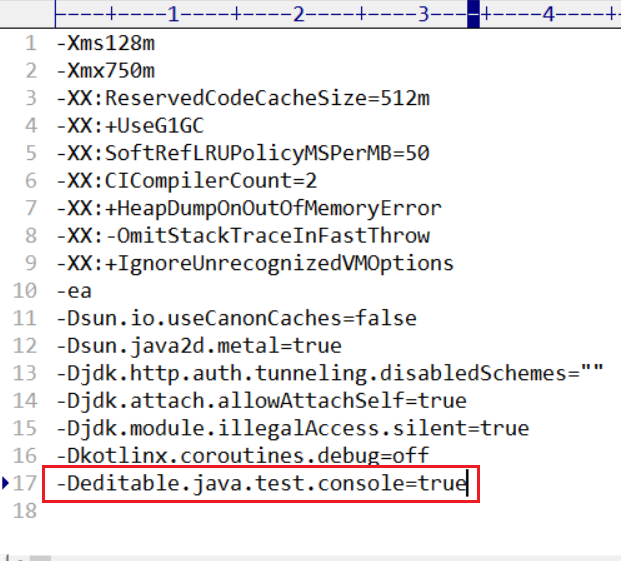 ----+----1----+----2----+----3----+----4----+
1 -Xms128m
2 -Xmx750m
3 -XX:ReservedCodeCacheSize=512m
4 -XX:+UseG1GC
5 -XX:SoftRefLRUPolicyMSPerMB=50
6 -XX:CICompilerCount=2
7 -XX:+HeapDumpOnOutOfMemoryError
8 -XX:-OmitStackTraceInFastThrow
9 -XX:+IgnoreUnrecognizedVMOptions
10 -ea
11 -Dsun.io.useCanonCaches=false
12 -Dsun.java2d.metal=true
13 -Djdk.http.auth.tunneling.disabledSchemes=""
14 -Djdk.attach.allowAttachSelf=true
15 -Djdk.module.illegalAccess.silent=true
16 -Dkotlinx.coroutines.debug=off
17 -Deditable.java.test.console=true
18